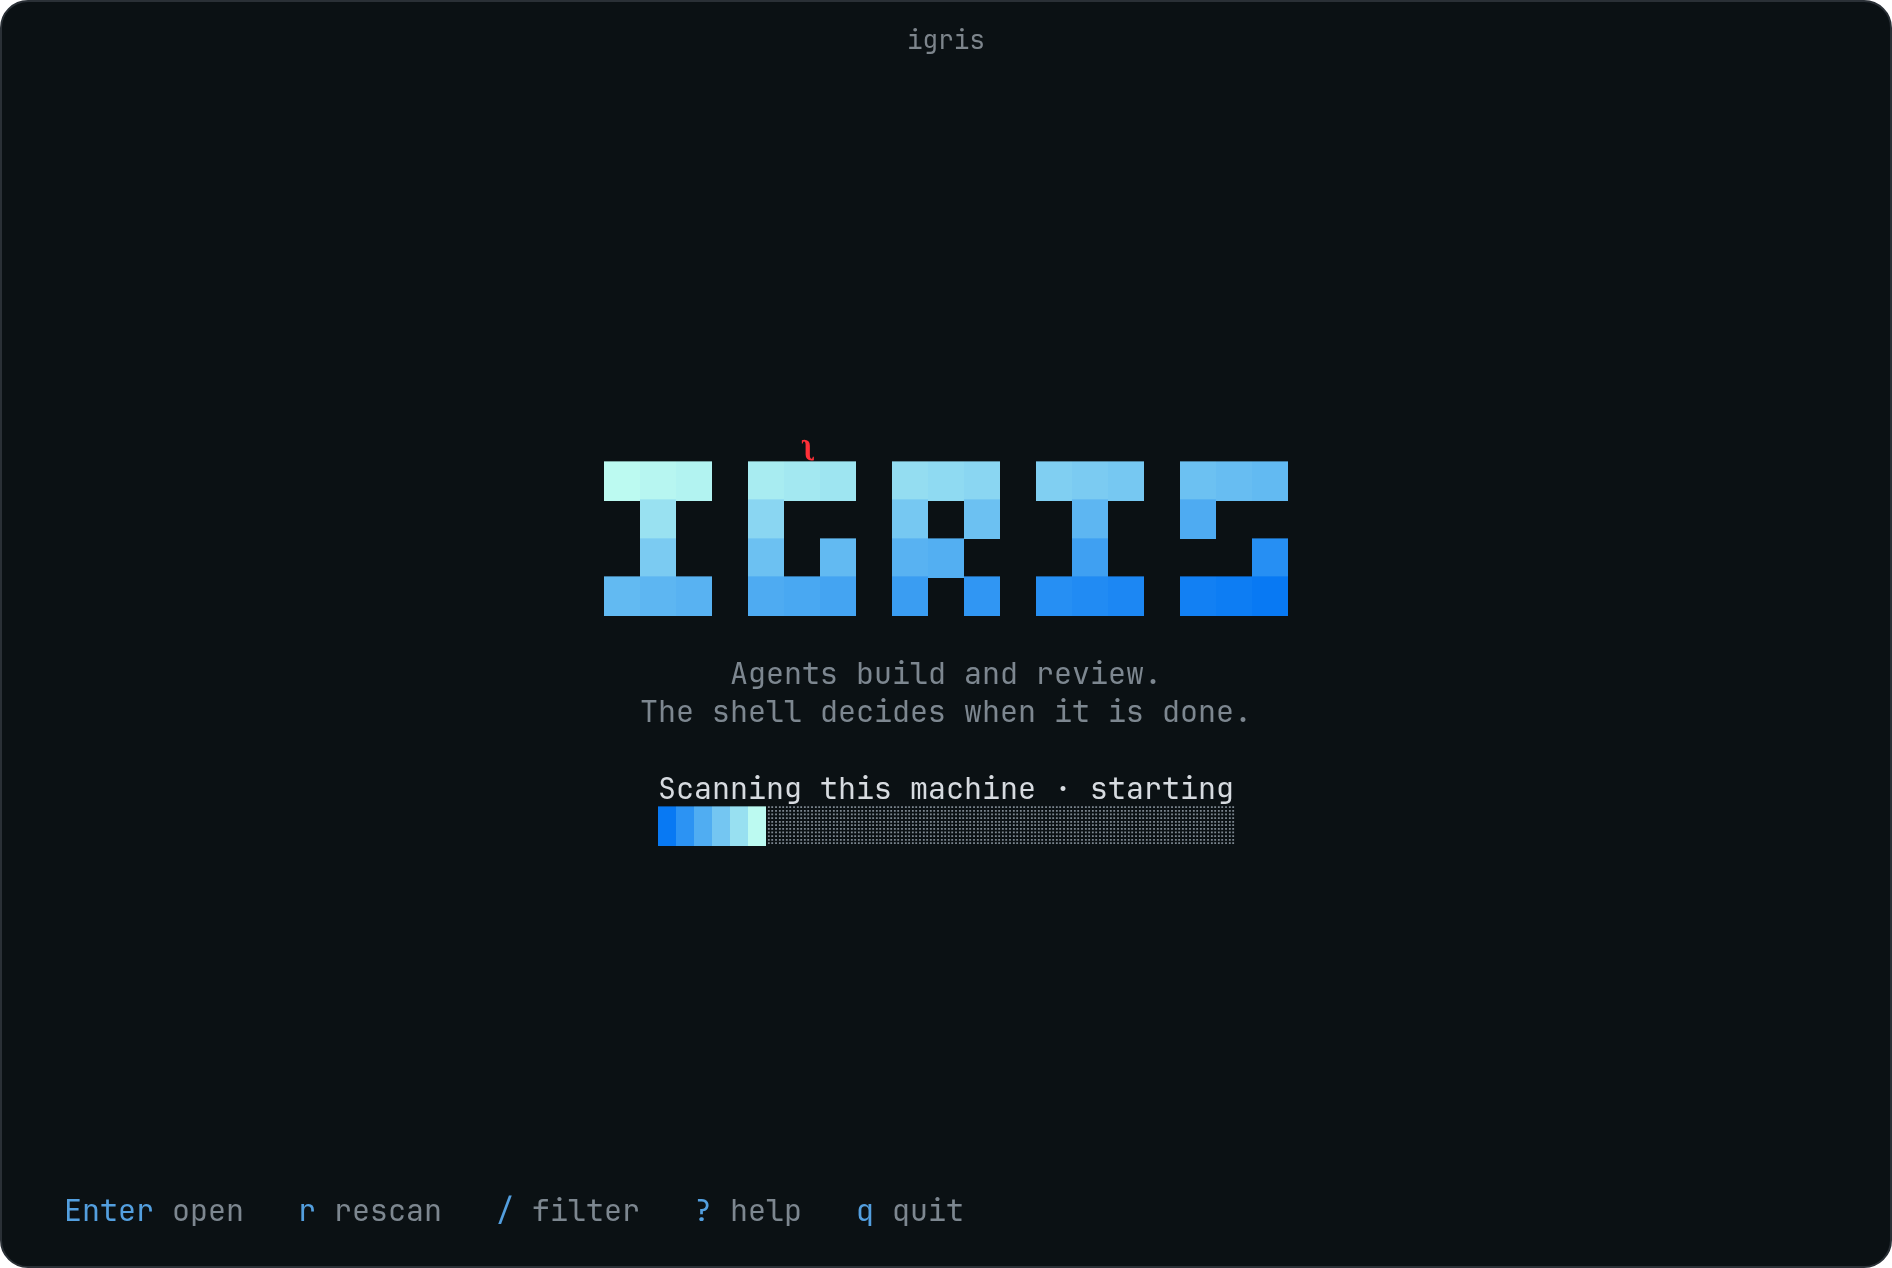 igris
IGRIS
Agents build and review.
The shell decides when it is done.
Scanning this machine · starting
Enter open r rescan / filter ? help q quit